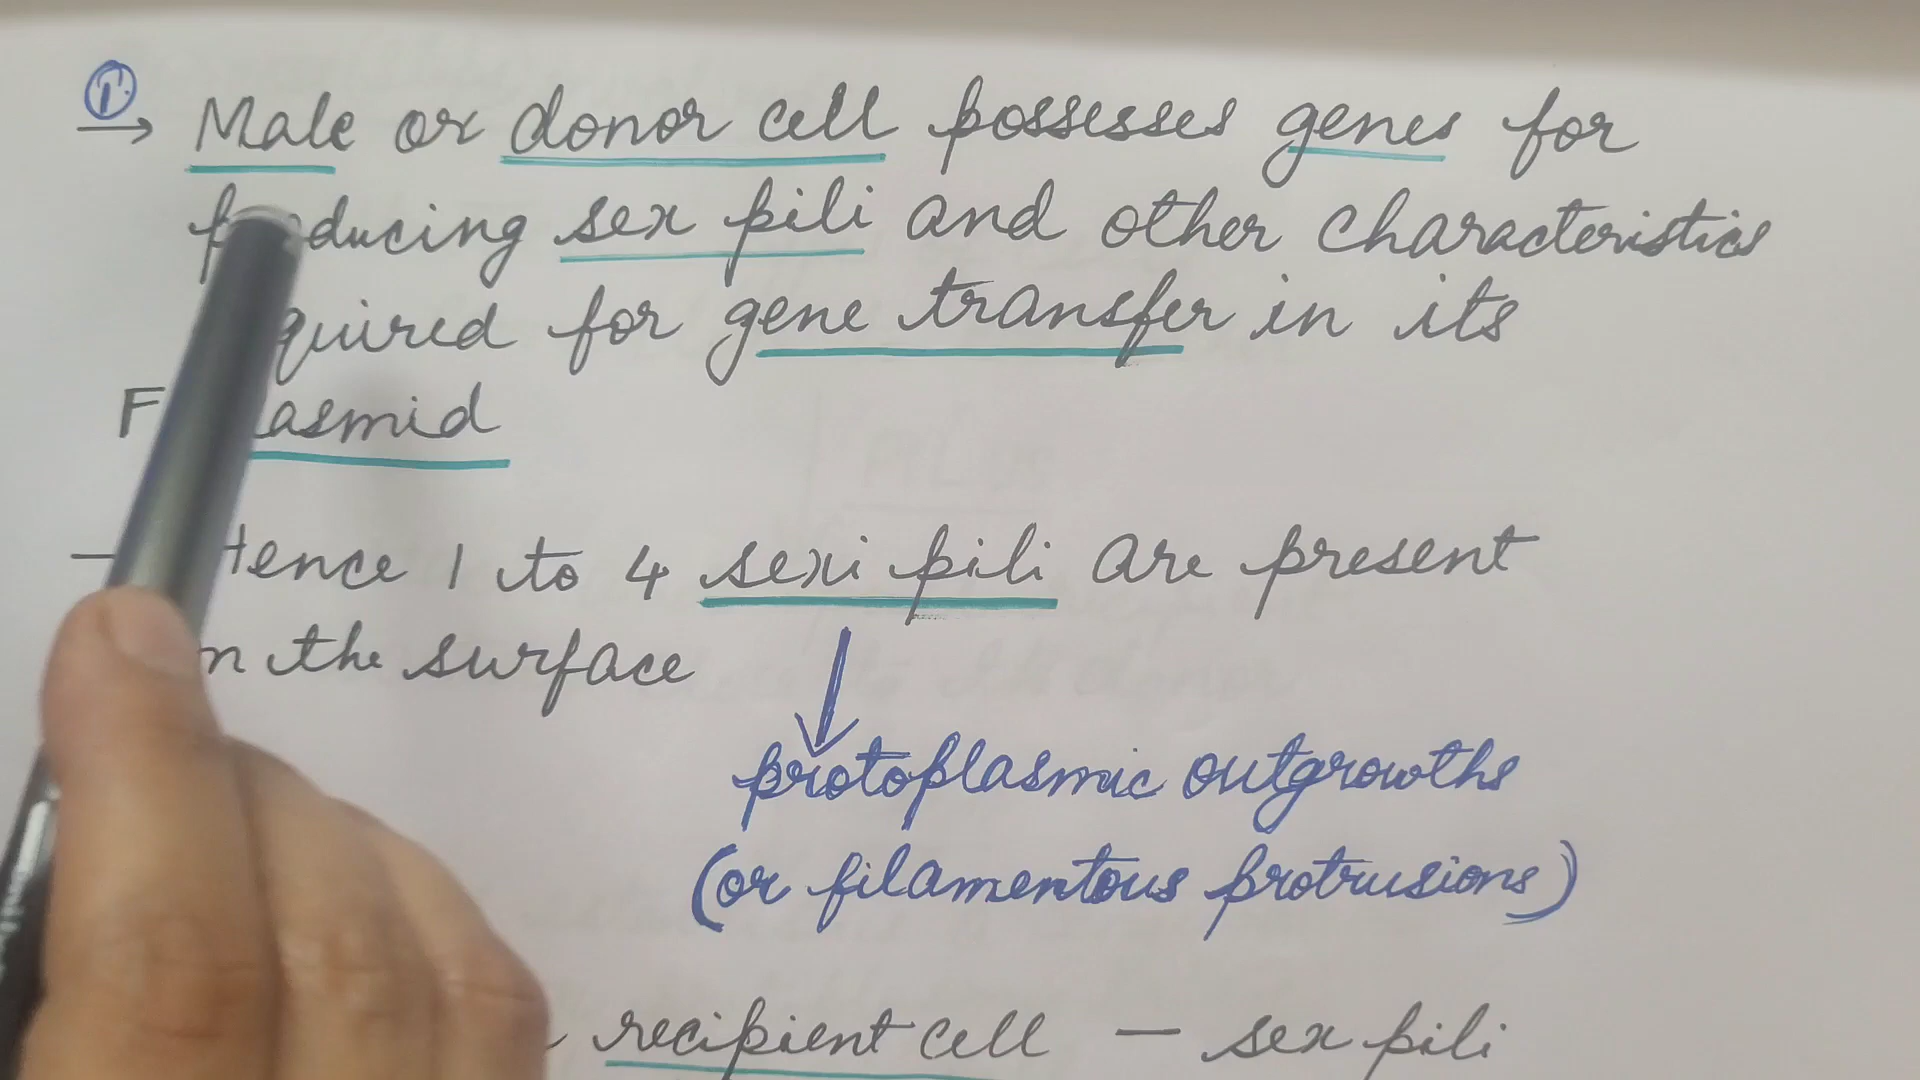 ① → Male or donor cell possesses genes for
producing sex pili and other characteristics
quired for gene transfer in its
F lasmid
— Hence 1 to 4 sexi pili are present
n the surface
↓
protoplasmic outgrowths
(or filamentous protrusions)
recipient cell — sex pili